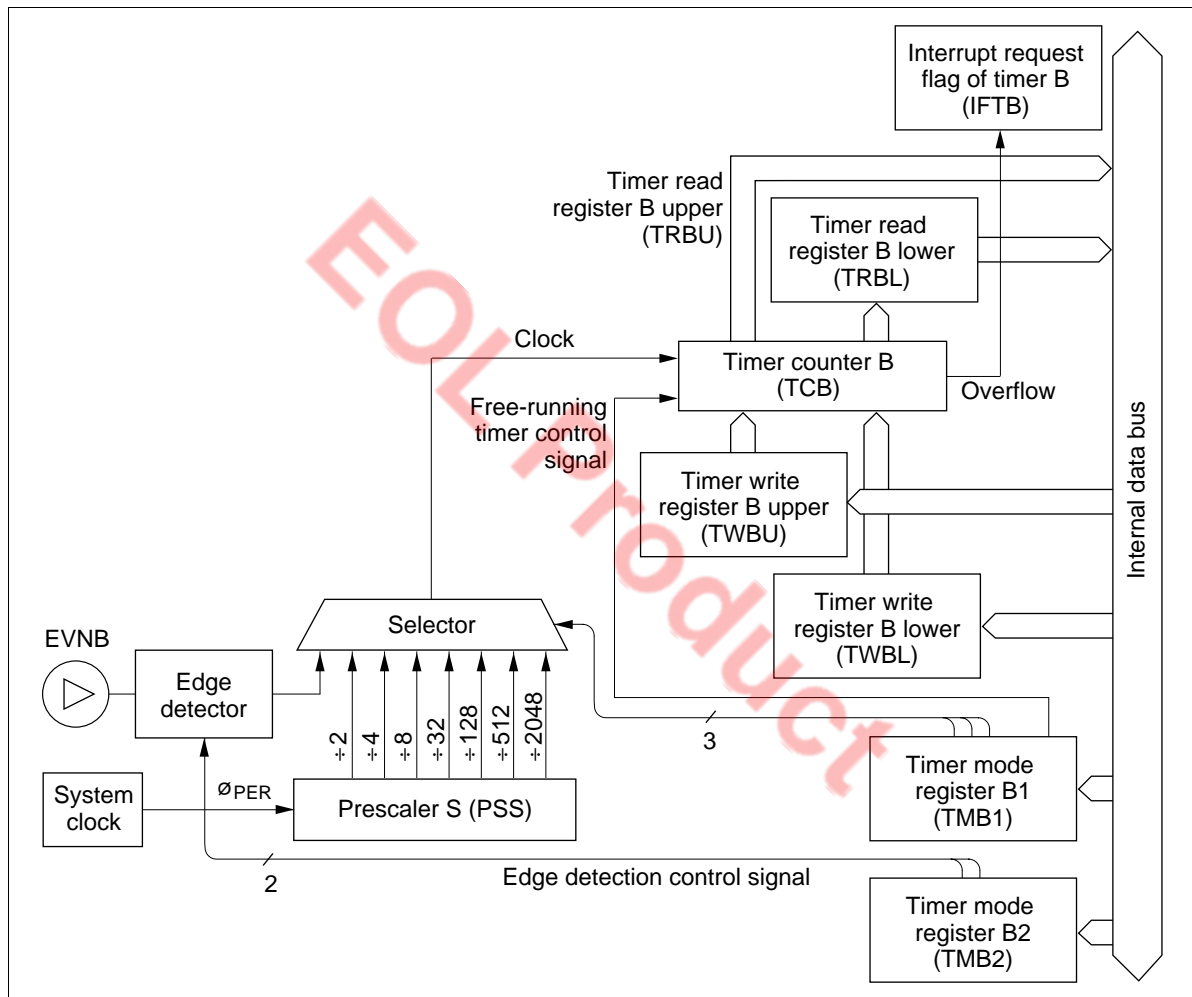 Interrupt request
flag of timer B
(IFTB)
Timer read
register B upper
(TRBU)
Timer read
register B lower
(TRBL)
Clock
Timer counter B
(TCB)
Overflow
Free-running
timer control
signal
Timer write
register B upper
(TWBU)
Internal data bus
Timer write
register B lower
(TWBL)
Selector
EVNB
Edge
detector
÷2
÷4
÷8
÷32
÷128
÷512
÷2048
3
System
clock
øPER
Prescaler S (PSS)
Timer mode
register B1
(TMB1)
2
Edge detection control signal
Timer mode
register B2
(TMB2)
EOL Product